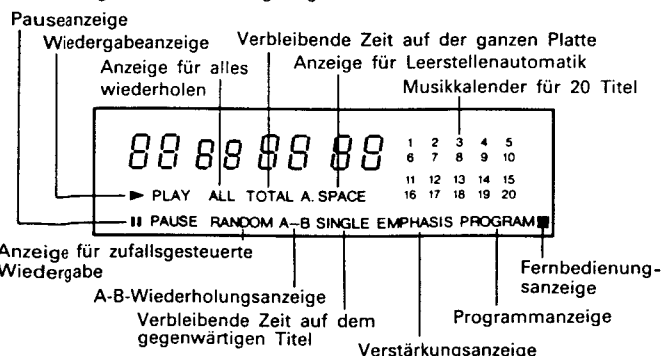 Pauseanzeige
Wiedergabeanzeige
Verbleibende Zeit auf der ganzen Platte
Anzeige für alles
wiederholen
Anzeige für Leerstellenautomatik
Musikkalender für 20 Titel
88 88 88 88
1 2 3 4 5
6 7 8 9 10
11 12 13 14 15
16 17 18 19 20
► PLAY ALL TOTAL A. SPACE
II PAUSE RANDOM A–B SINGLE EMPHASIS PROGRAM
Anzeige für zufallsgesteuerte
Wiedergabe
A-B-Wiederholungsanzeige
Verbleibende Zeit auf dem
gegenwärtigen Titel
Verstärkungsanzeige
Programmanzeige
Fernbedienung-
sanzeige